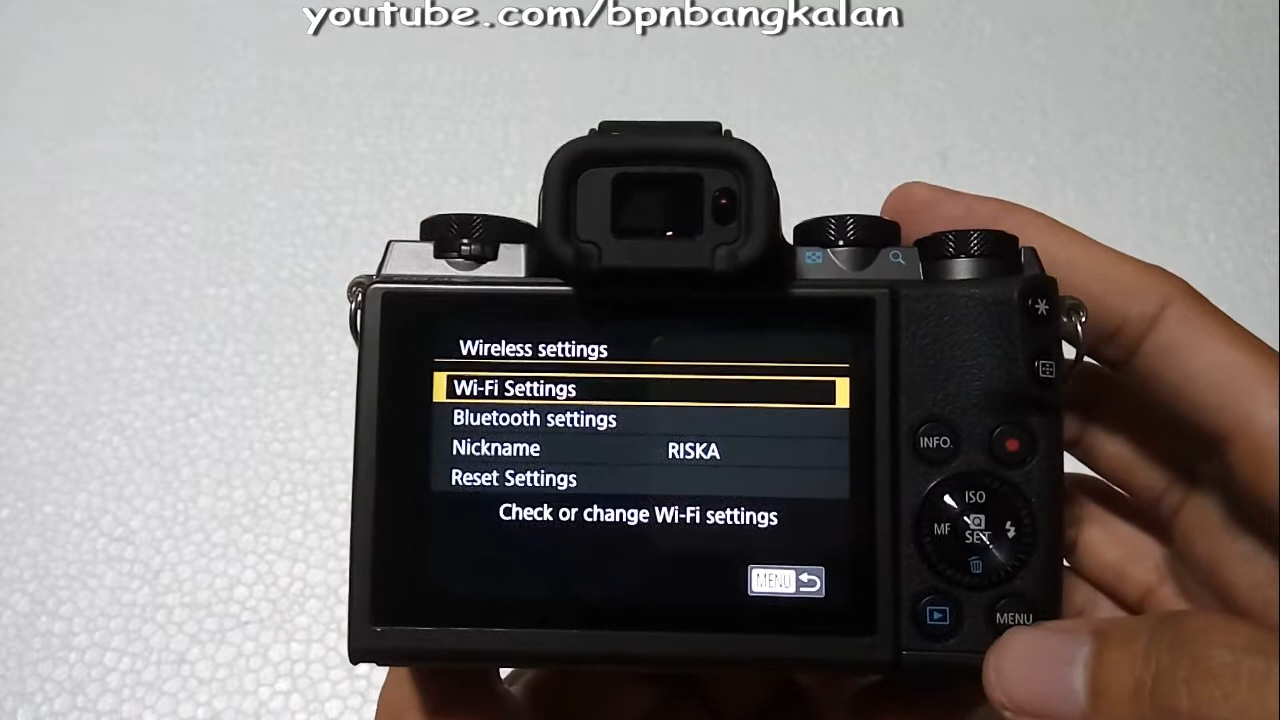 youtube.com/bpnbangkalan
Wireless settings
Wi-Fi Settings
Bluetooth settings
Nickname RISKA
Reset Settings
Check or change Wi-Fi settings
MENU
INFO.
ISO
MF
Q
SET
MENU